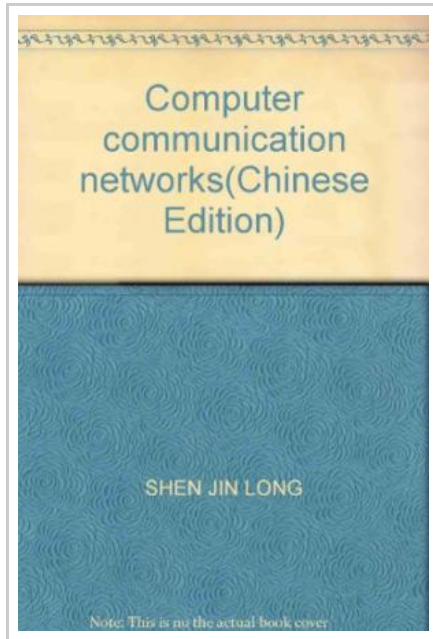 Computer
communication
networks(Chinese
Edition)
SHEN JIN LONG
Note: This is no the actual book cover